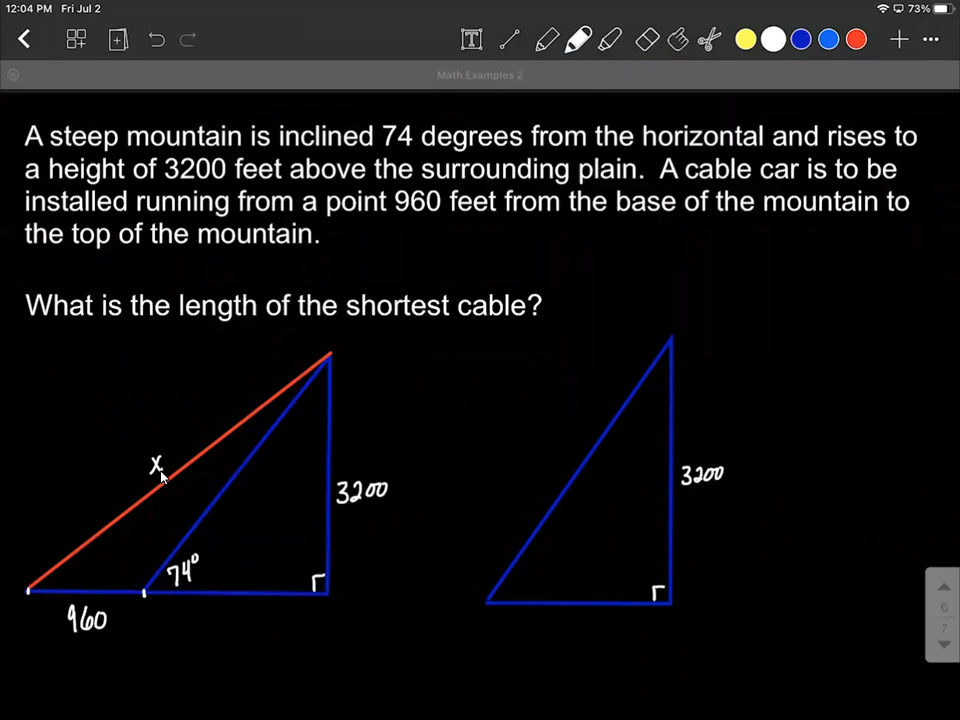 12:04 PM Fri Jul 2
73%
Math Examples 2
A steep mountain is inclined 74 degrees from the horizontal and rises to
a height of 3200 feet above the surrounding plain. A cable car is to be
installed running from a point 960 feet from the base of the mountain to
the top of the mountain.
What is the length of the shortest cable?
x
3200
74°
960
3200
6
7